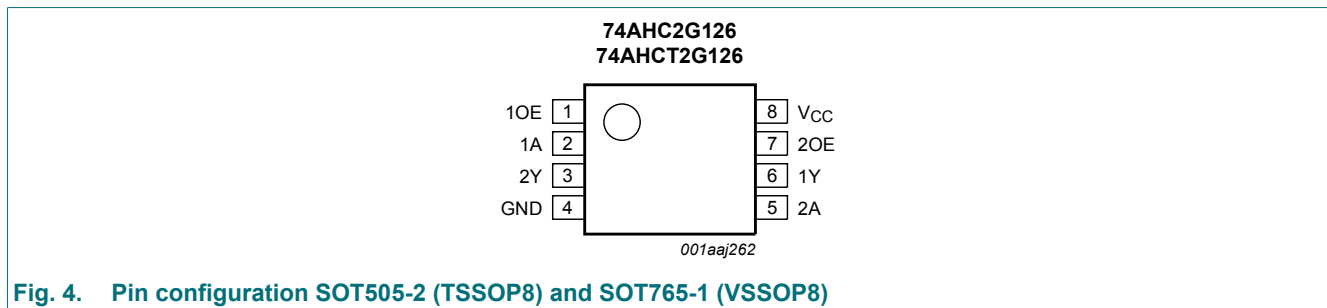 74AHC2G126
74AHCT2G126
1OE 1
1A 2
2Y 3
GND 4
8 VCC
7 2OE
6 1Y
5 2A
001aaj262
Fig. 4. Pin configuration SOT505-2 (TSSOP8) and SOT765-1 (VSSOP8)